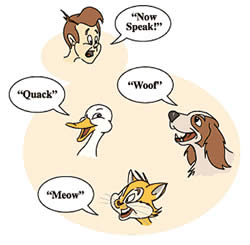 “Now
Speak!”
“Quack”
“Woof”
“Meow”